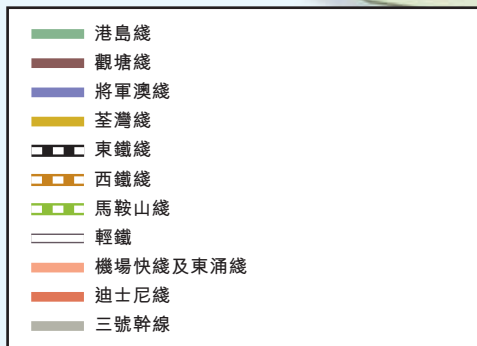 港島綫
觀塘綫
將軍澳綫
荃灣綫
東鐵綫
西鐵綫
馬鞍山綫
輕鐵
機場快綫及東涌綫
迪士尼綫
三號幹線